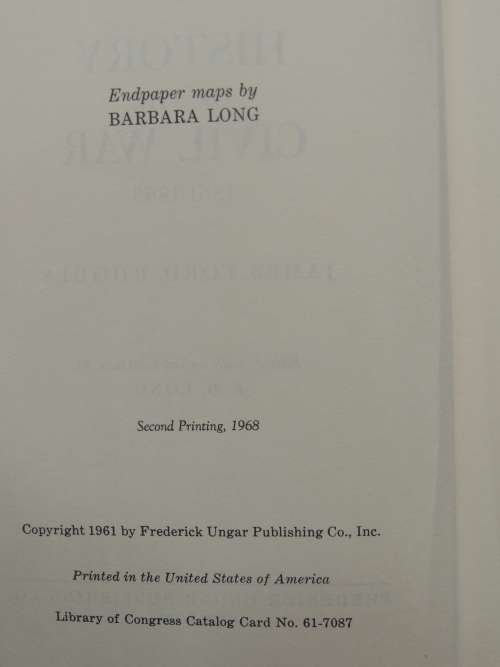 Endpaper maps by
BARBARA LONG
Second Printing, 1968
Copyright 1961 by Frederick Ungar Publishing Co., Inc.
Printed in the United States of America
Library of Congress Catalog Card No. 61-7087